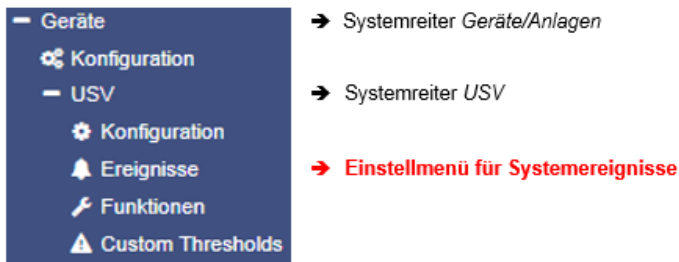 Geräte ➔ Systemreiter Geräte/Anlagen
Konfiguration
USV ➔ Systemreiter USV
Konfiguration
Ereignisse ➔ Einstellmenü für Systemereignisse
Funktionen
Custom Thresholds